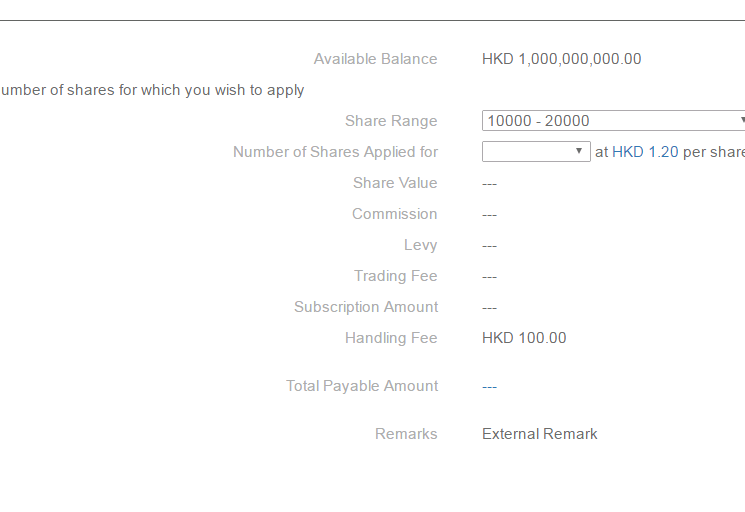 Available Balance HKD 1,000,000,000.00
umber of shares for which you wish to apply
Share Range 10000 - 20000
Number of Shares Applied for at HKD 1.20 per share
Share Value ---
Commission ---
Levy ---
Trading Fee ---
Subscription Amount ---
Handling Fee HKD 100.00
Total Payable Amount ---
Remarks External Remark